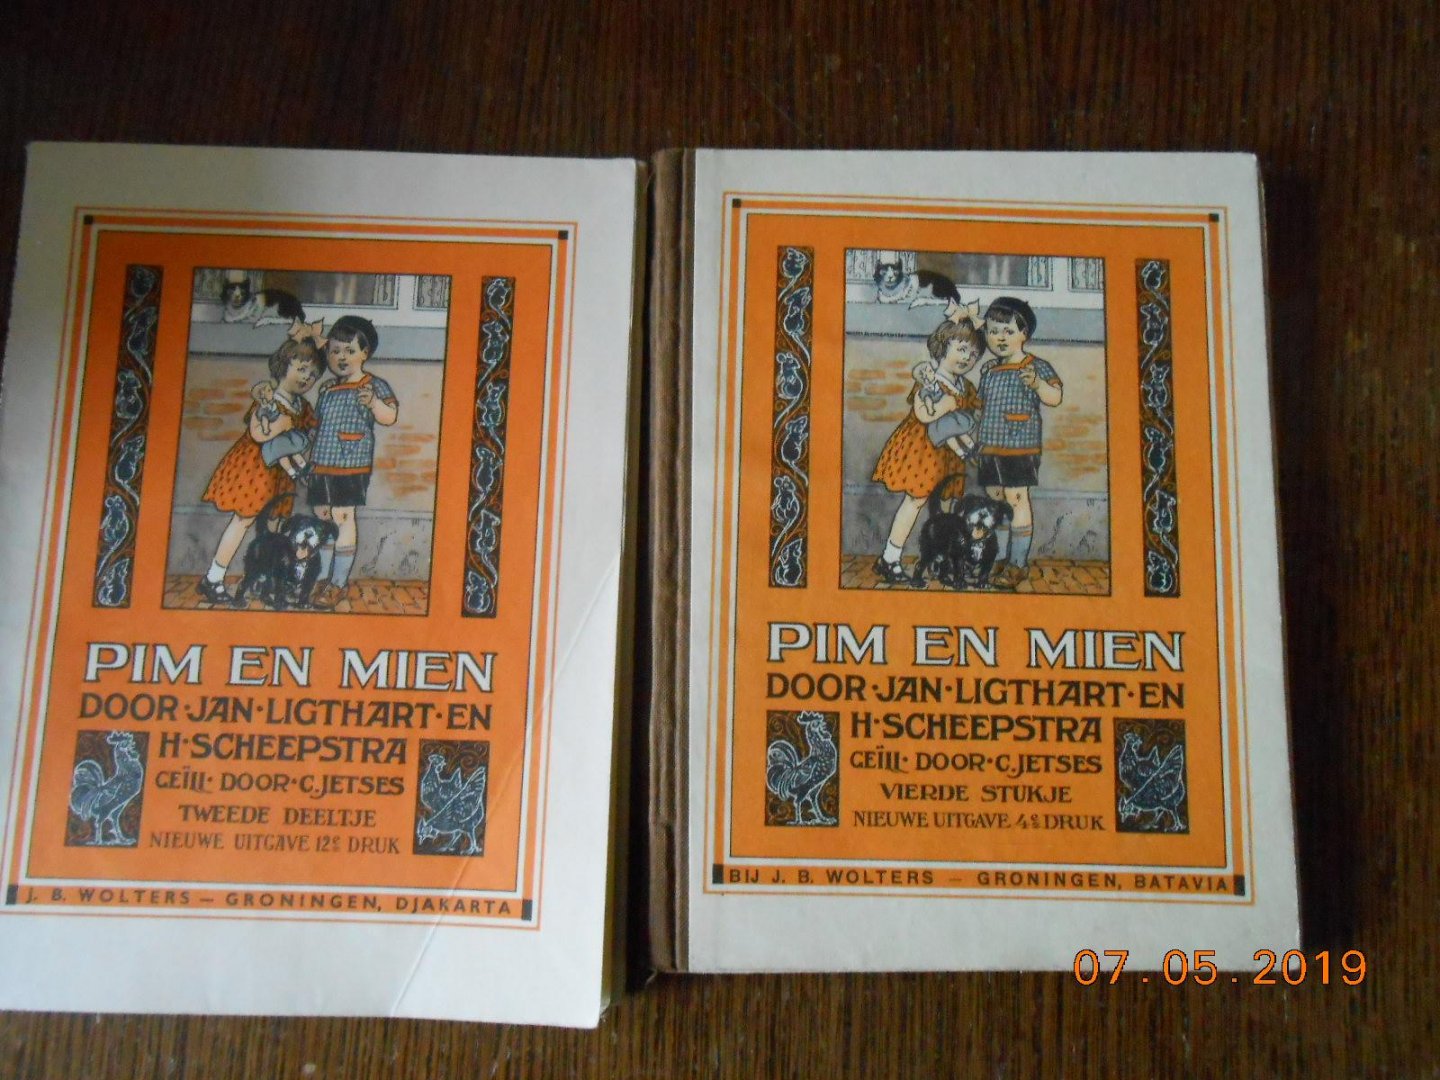 PIM EN MIEN
DOOR·JAN·LIGTHART·EN
H·SCHEEPSTRA
GEÏLL·DOOR·C.JETSES
TWEEDE DEELTJE
NIEUWE UITGAVE 12E DRUK
J. B. WOLTERS — GRONINGEN, DJAKARTA
PIM EN MIEN
DOOR·JAN·LIGTHART·EN
H·SCHEEPSTRA
GEÏLL·DOOR·C.JETSES
VIERDE STUKJE
NIEUWE UITGAVE 4E DRUK
BIJ J. B. WOLTERS — GRONINGEN, BATAVIA
07.05.2019